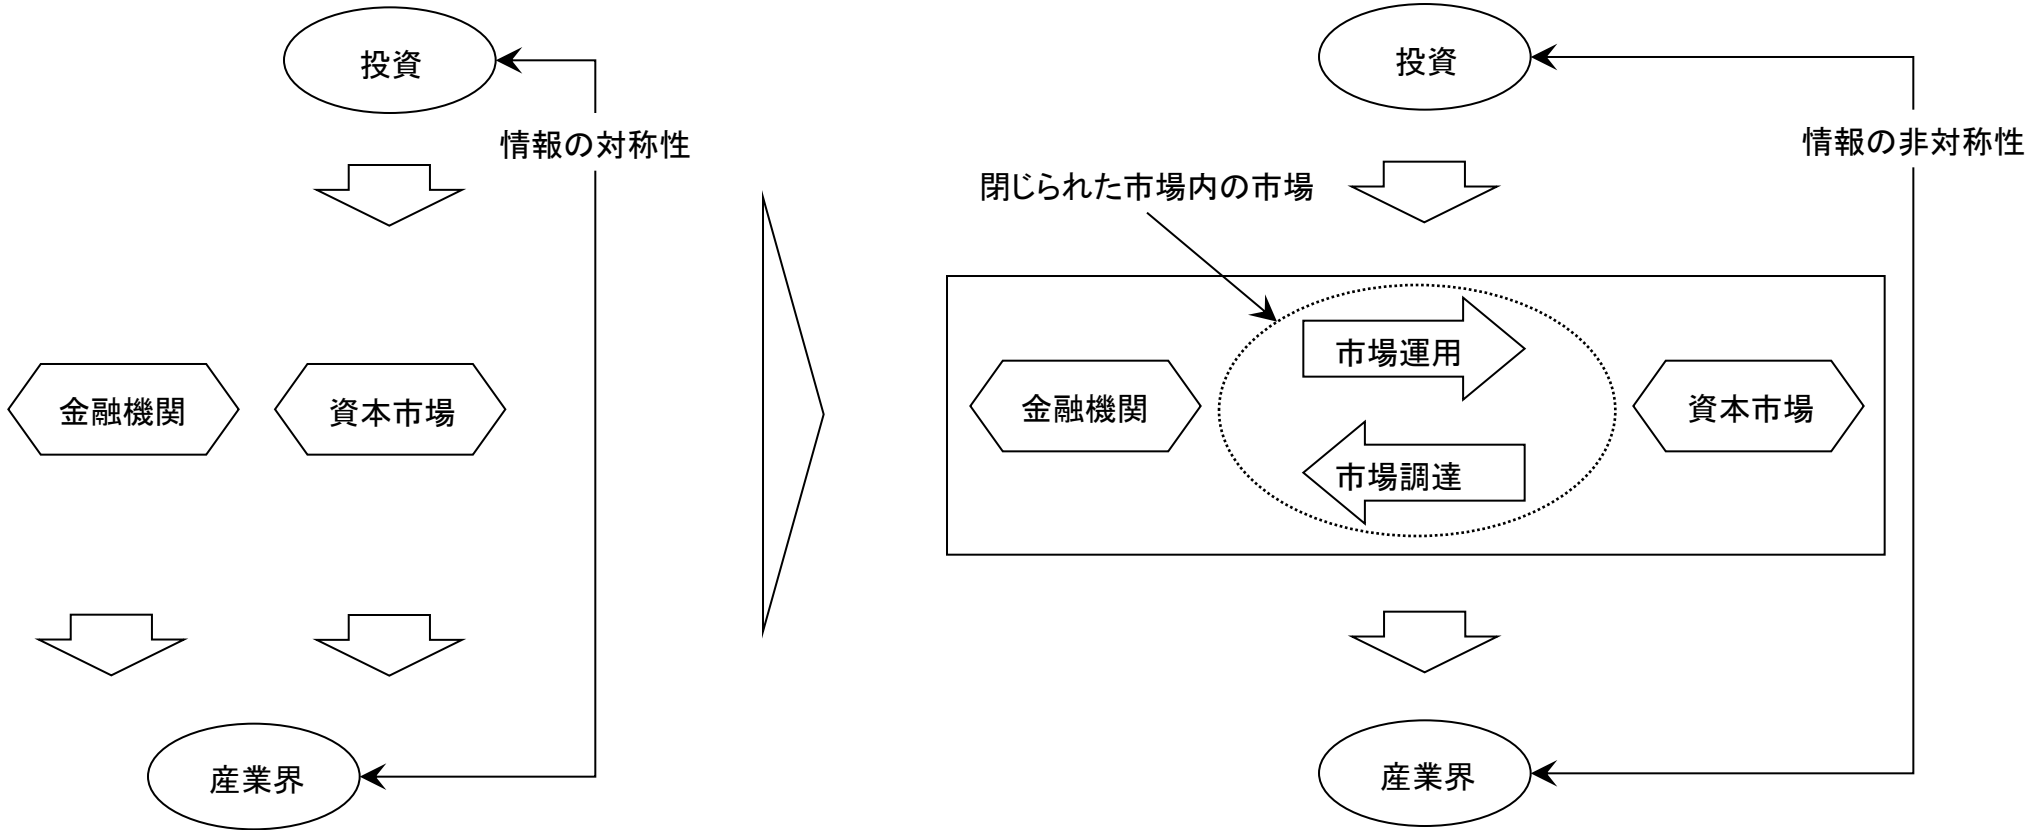 投資
情報の対称性
金融機関
資本市場
産業界
投資
情報の非対称性
閉じられた市場内の市場
市場運用
金融機関
資本市場
市場調達
産業界